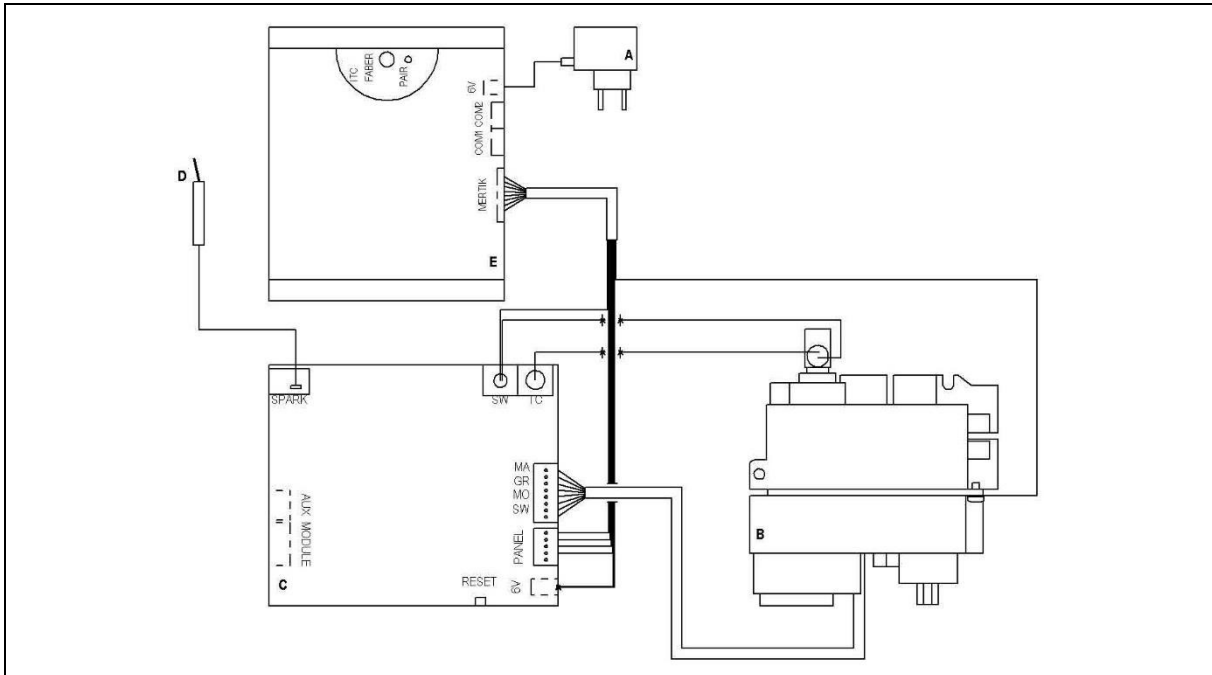 ITC
FABER
PAIR
6V
COM1 COM2
MERTIK
E
A
D
SPARK
SW
TC
MA
GR
MO
SW
PANEL
6V
RESET
AUX MODULE
C
B